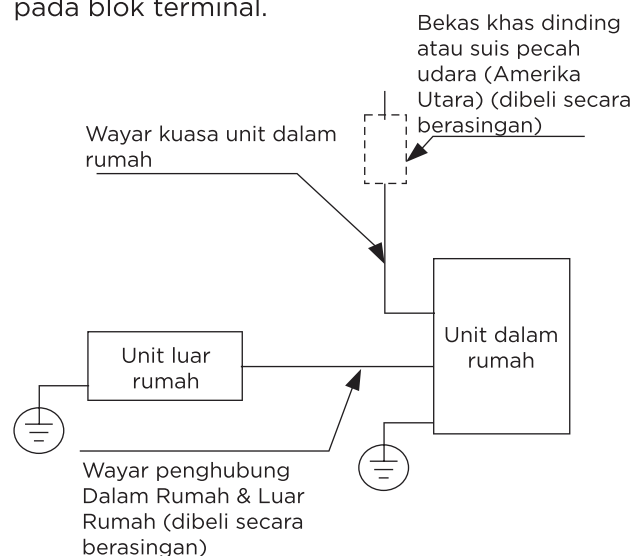 pada blok terminal.
Bekas khas dinding
atau suis pecah
udara (Amerika
Utara) (dibeli secara
berasingan)
Wayar kuasa unit dalam
rumah
Unit dalam
rumah
Unit luar
rumah
Wayar penghubung
Dalam Rumah & Luar
Rumah (dibeli secara
berasingan)